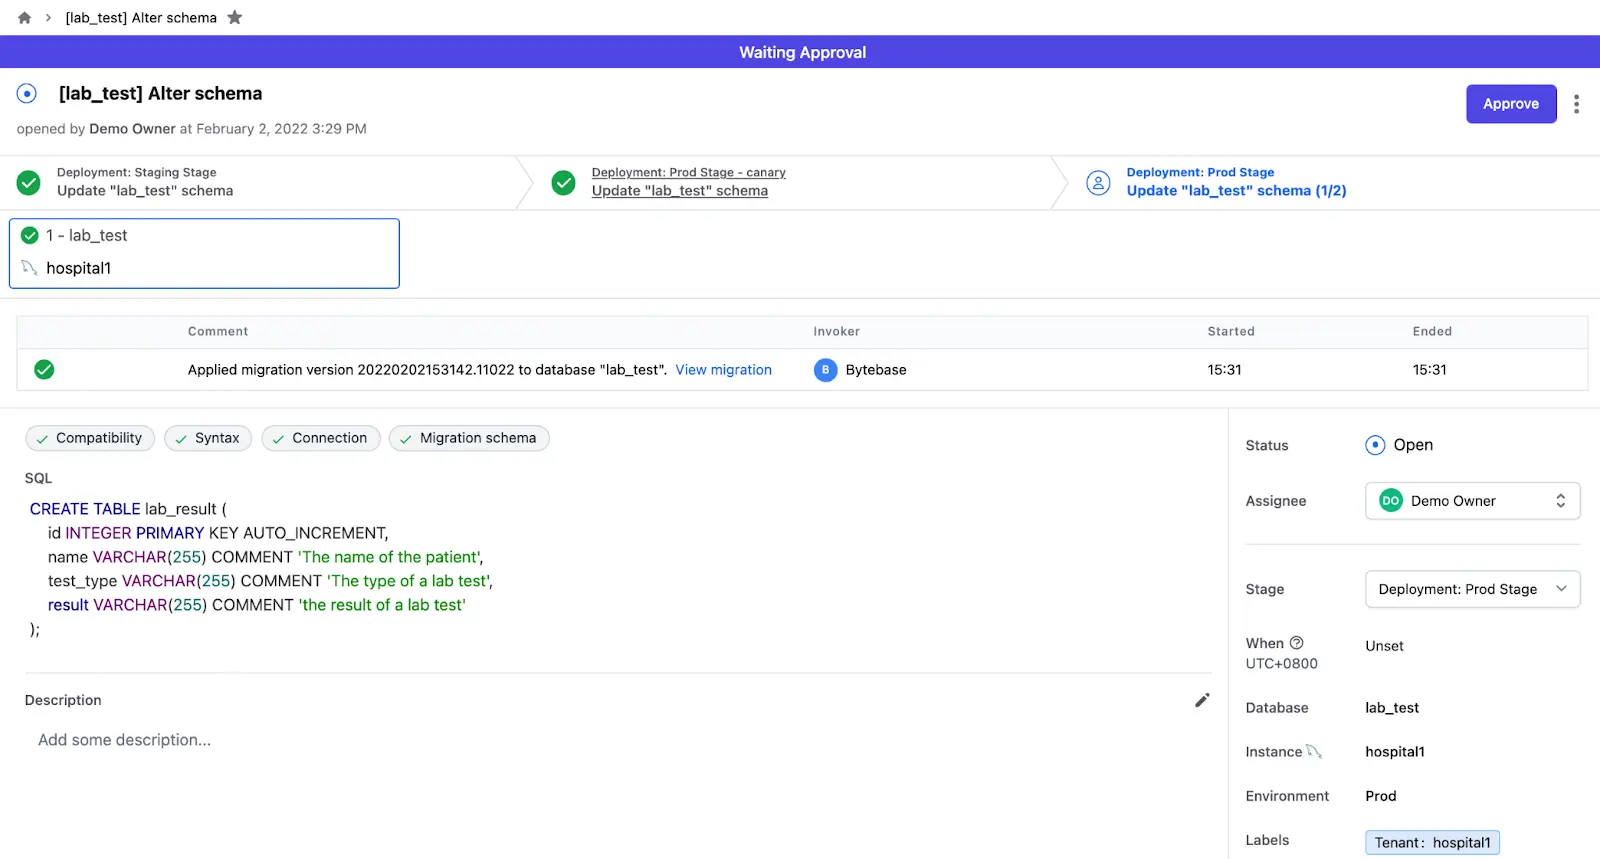 [lab_test] Alter schema
Waiting Approval
[lab_test] Alter schema
opened by Demo Owner at February 2, 2022 3:29 PM
Approve
Deployment: Staging Stage
Update "lab_test" schema
Deployment: Prod Stage - canary
Update "lab_test" schema
Deployment: Prod Stage
Update "lab_test" schema (1/2)
1 - lab_test
hospital1
Comment Invoker Started Ended
Applied migration version 20220202153142.11022 to database "lab_test". View migration B Bytebase 15:31 15:31
Compatibility Syntax Connection Migration schema
SQL
CREATE TABLE lab_result (
id INTEGER PRIMARY KEY AUTO_INCREMENT,
name VARCHAR(255) COMMENT 'The name of the patient',
test_type VARCHAR(255) COMMENT 'The type of a lab test',
result VARCHAR(255) COMMENT 'the result of a lab test'
);
Description
Add some description...
Status Open
Assignee DO Demo Owner
Stage Deployment: Prod Stage
When Unset
UTC+0800
Database lab_test
Instance hospital1
Environment Prod
Labels Tenant: hospital1